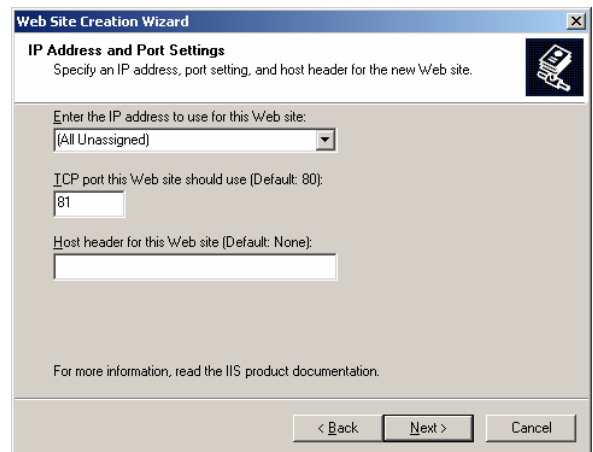 Web Site Creation Wizard
IP Address and Port Settings
Specify an IP address, port setting, and host header for the new Web site.
Enter the IP address to use for this Web site:
(All Unassigned)
TCP port this Web site should use (Default: 80):
81
Host header for this Web site (Default: None):
For more information, read the IIS product documentation.
< Back Next > Cancel